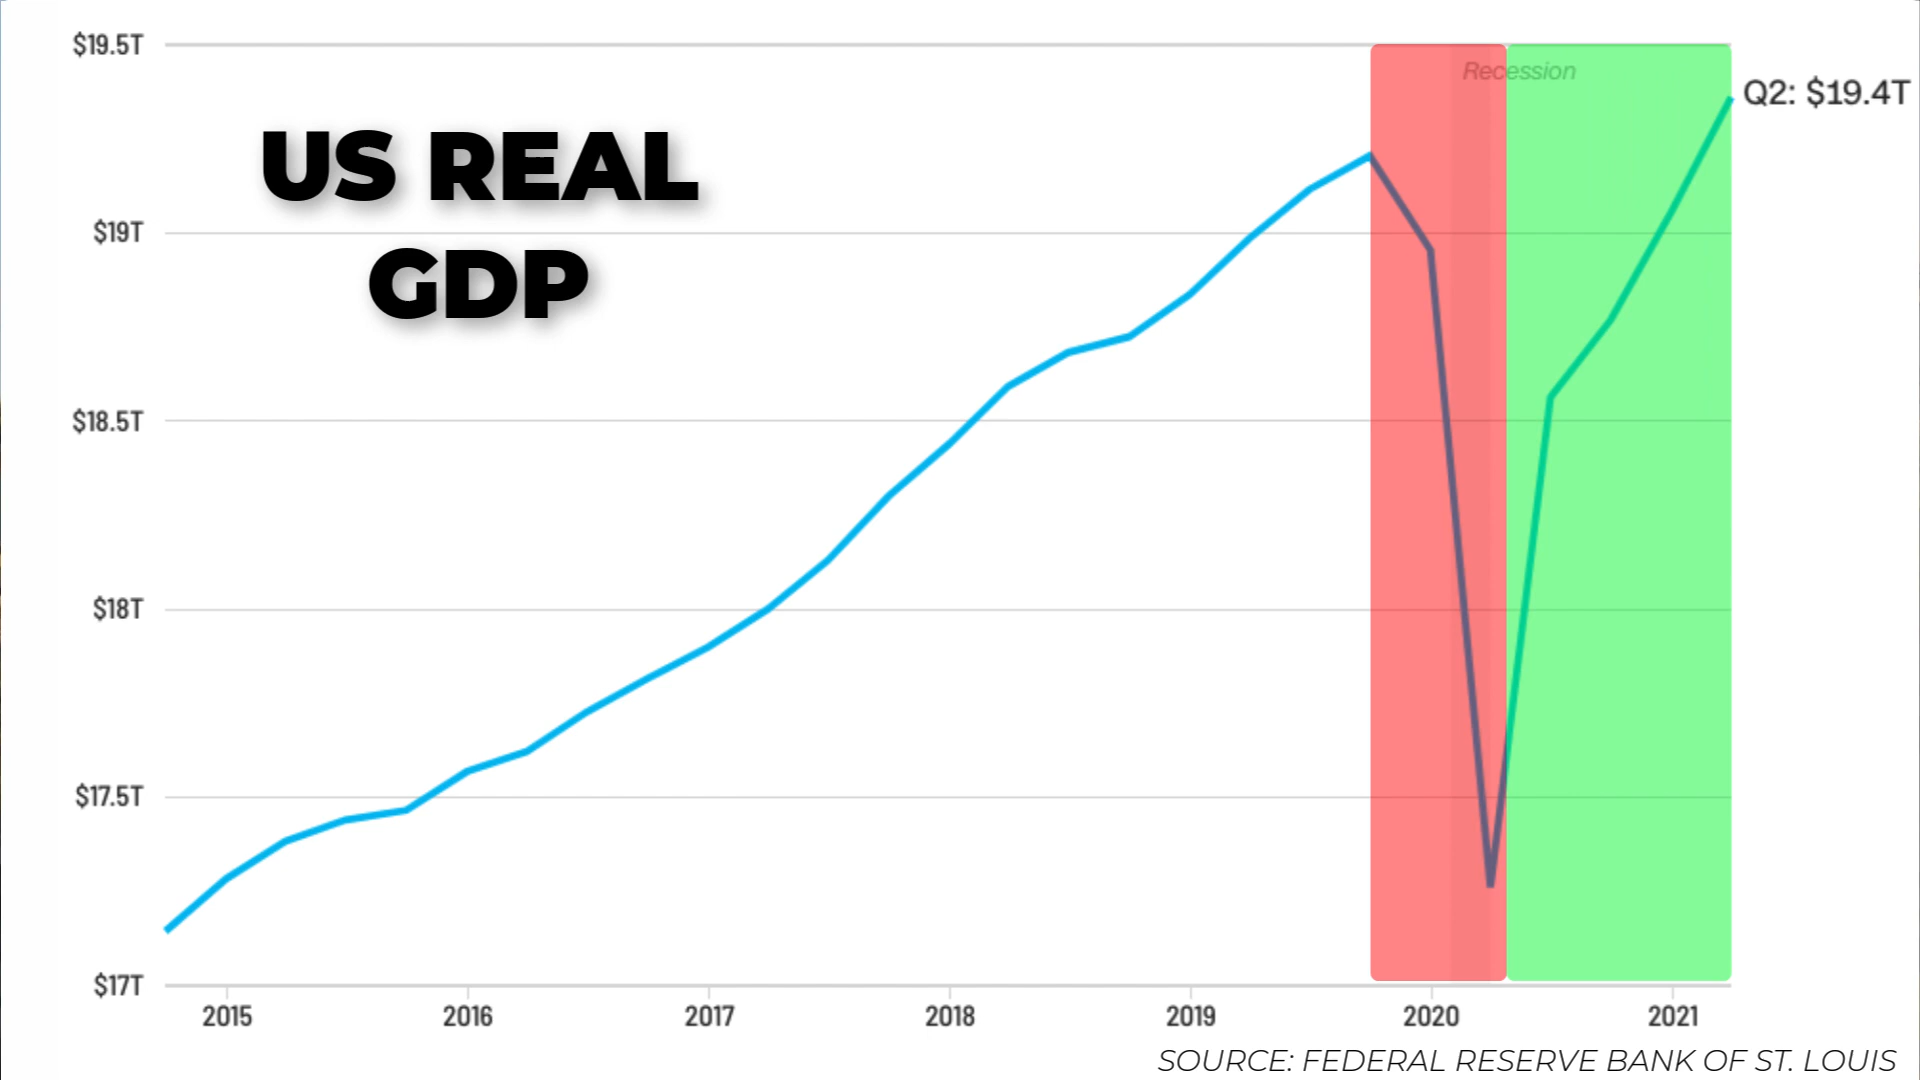 US REAL
GDP
$19.5T
$19T
$18.5T
$18T
$17.5T
$17T
Recession
Q2: $19.4T
2015 2016 2017 2018 2019 2020 2021
SOURCE: FEDERAL RESERVE BANK OF ST. LOUIS